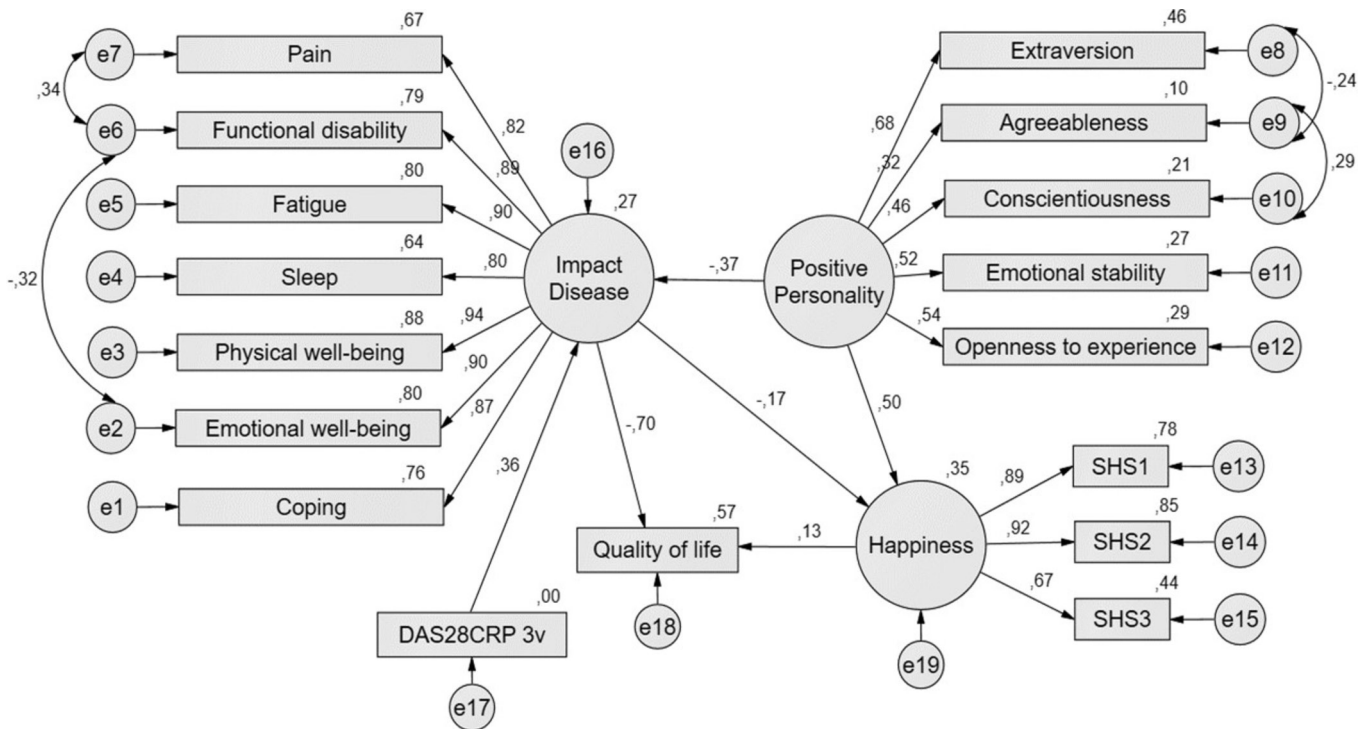 ,67
e7
Pain
,34
,79
e6
Functional disability
,82
,89
e16
,80
e5
Fatigue
,90
,27
,64
e4
Sleep
,80
Impact
Disease
-,32
,88
e3
Physical well-being
,94
,90
,80
e2
Emotional well-being
,87
,76
e1
Coping
,36
-,70
-,17
-,37
Positive
Personality
,46
Extraversion
e8
-,24
,68
,10
Agreeableness
e9
,32
,29
,21
Conscientiousness
e10
,46
,27
Emotional stability
e11
,52
,29
Openness to experience
e12
,54
,50
,35
Happiness
,78
SHS1
e13
,89
,85
SHS2
e14
,92
,44
SHS3
e15
,67
,57
Quality of life
,13
e18
e19
,00
DAS28CRP 3v
e17